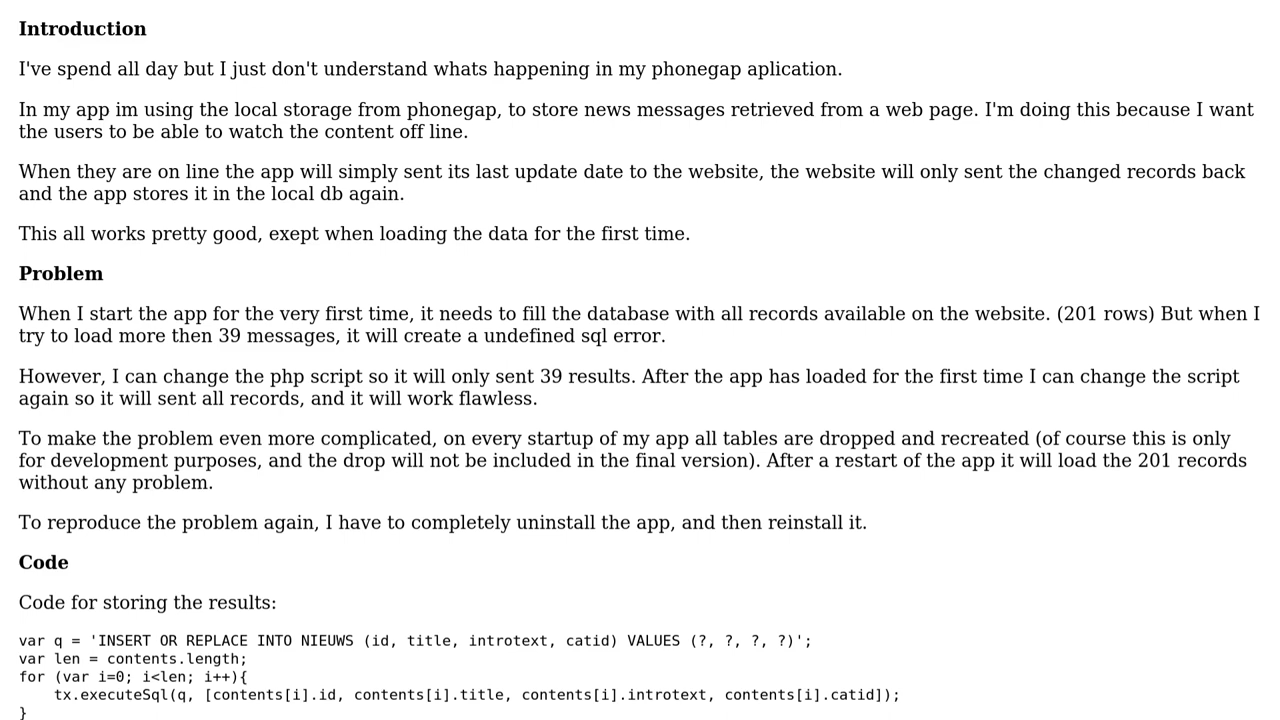 Introduction
I've spend all day but I just don't understand whats happening in my phonegap aplication.
In my app im using the local storage from phonegap, to store news messages retrieved from a web page. I'm doing this because I want
the users to be able to watch the content off line.
When they are on line the app will simply sent its last update date to the website, the website will only sent the changed records back
and the app stores it in the local db again.
This all works pretty good, exept when loading the data for the first time.
Problem
When I start the app for the very first time, it needs to fill the database with all records available on the website. (201 rows) But when I
try to load more then 39 messages, it will create a undefined sql error.
However, I can change the php script so it will only sent 39 results. After the app has loaded for the first time I can change the script
again so it will sent all records, and it will work flawless.
To make the problem even more complicated, on every startup of my app all tables are dropped and recreated (of course this is only
for development purposes, and the drop will not be included in the final version). After a restart of the app it will load the 201 records
without any problem.
To reproduce the problem again, I have to completely uninstall the app, and then reinstall it.
Code
Code for storing the results:
var q = 'INSERT OR REPLACE INTO NIEUWS (id, title, introtext, catid) VALUES (?, ?, ?, ?)';
var len = contents.length;
for (var i=0; i<len; i++){
    tx.executeSql(q, [contents[i].id, contents[i].title, contents[i].introtext, contents[i].catid]);
}